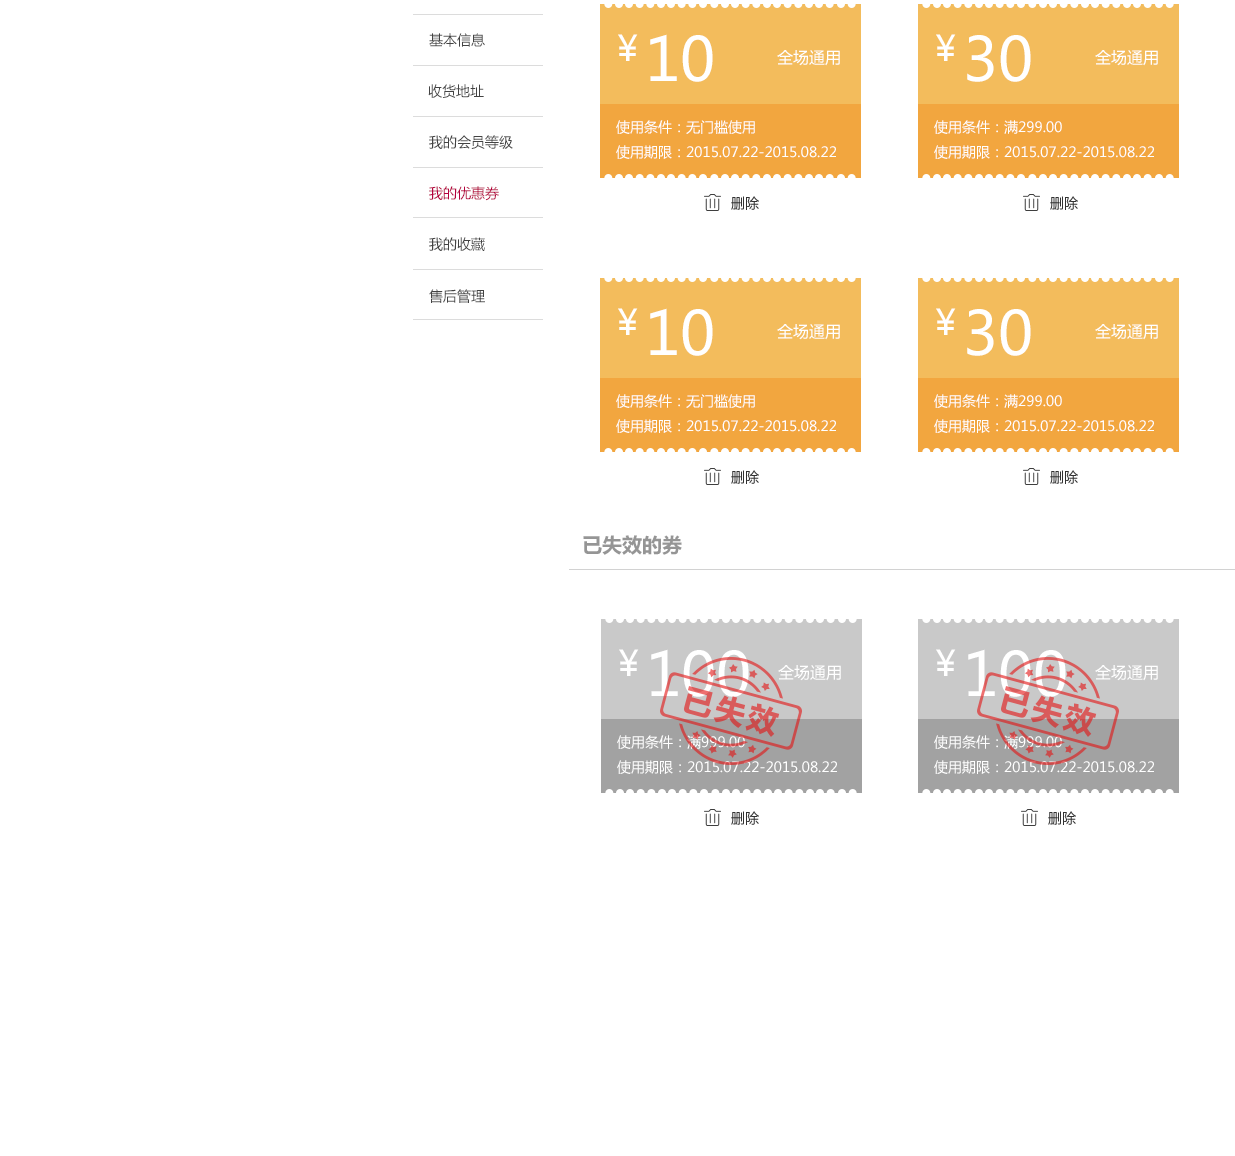 基本信息
收货地址
我的会员等级
我的优惠券
我的收藏
售后管理
¥10 全场通用
使用条件：无门槛使用
使用期限：2015.07.22-2015.08.22
删除
¥30 全场通用
使用条件：满299.00
使用期限：2015.07.22-2015.08.22
删除
¥10 全场通用
使用条件：无门槛使用
使用期限：2015.07.22-2015.08.22
删除
¥30 全场通用
使用条件：满299.00
使用期限：2015.07.22-2015.08.22
删除
已失效的券
¥100 全场通用
已失效
使用条件：满999.00
使用期限：2015.07.22-2015.08.22
删除
¥100 全场通用
已失效
使用条件：满999.00
使用期限：2015.07.22-2015.08.22
删除